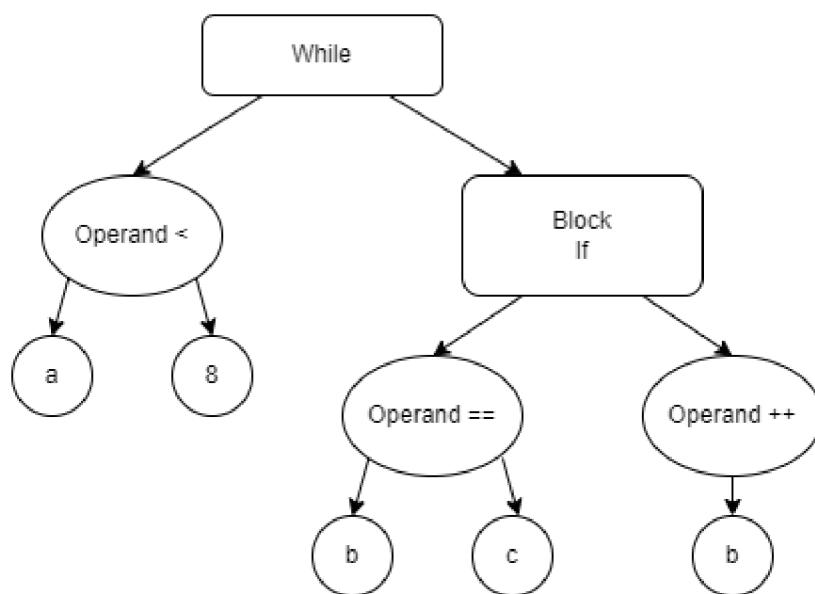 While
Operand <
Block
If
a
8
Operand ==
Operand ++
b
c
b